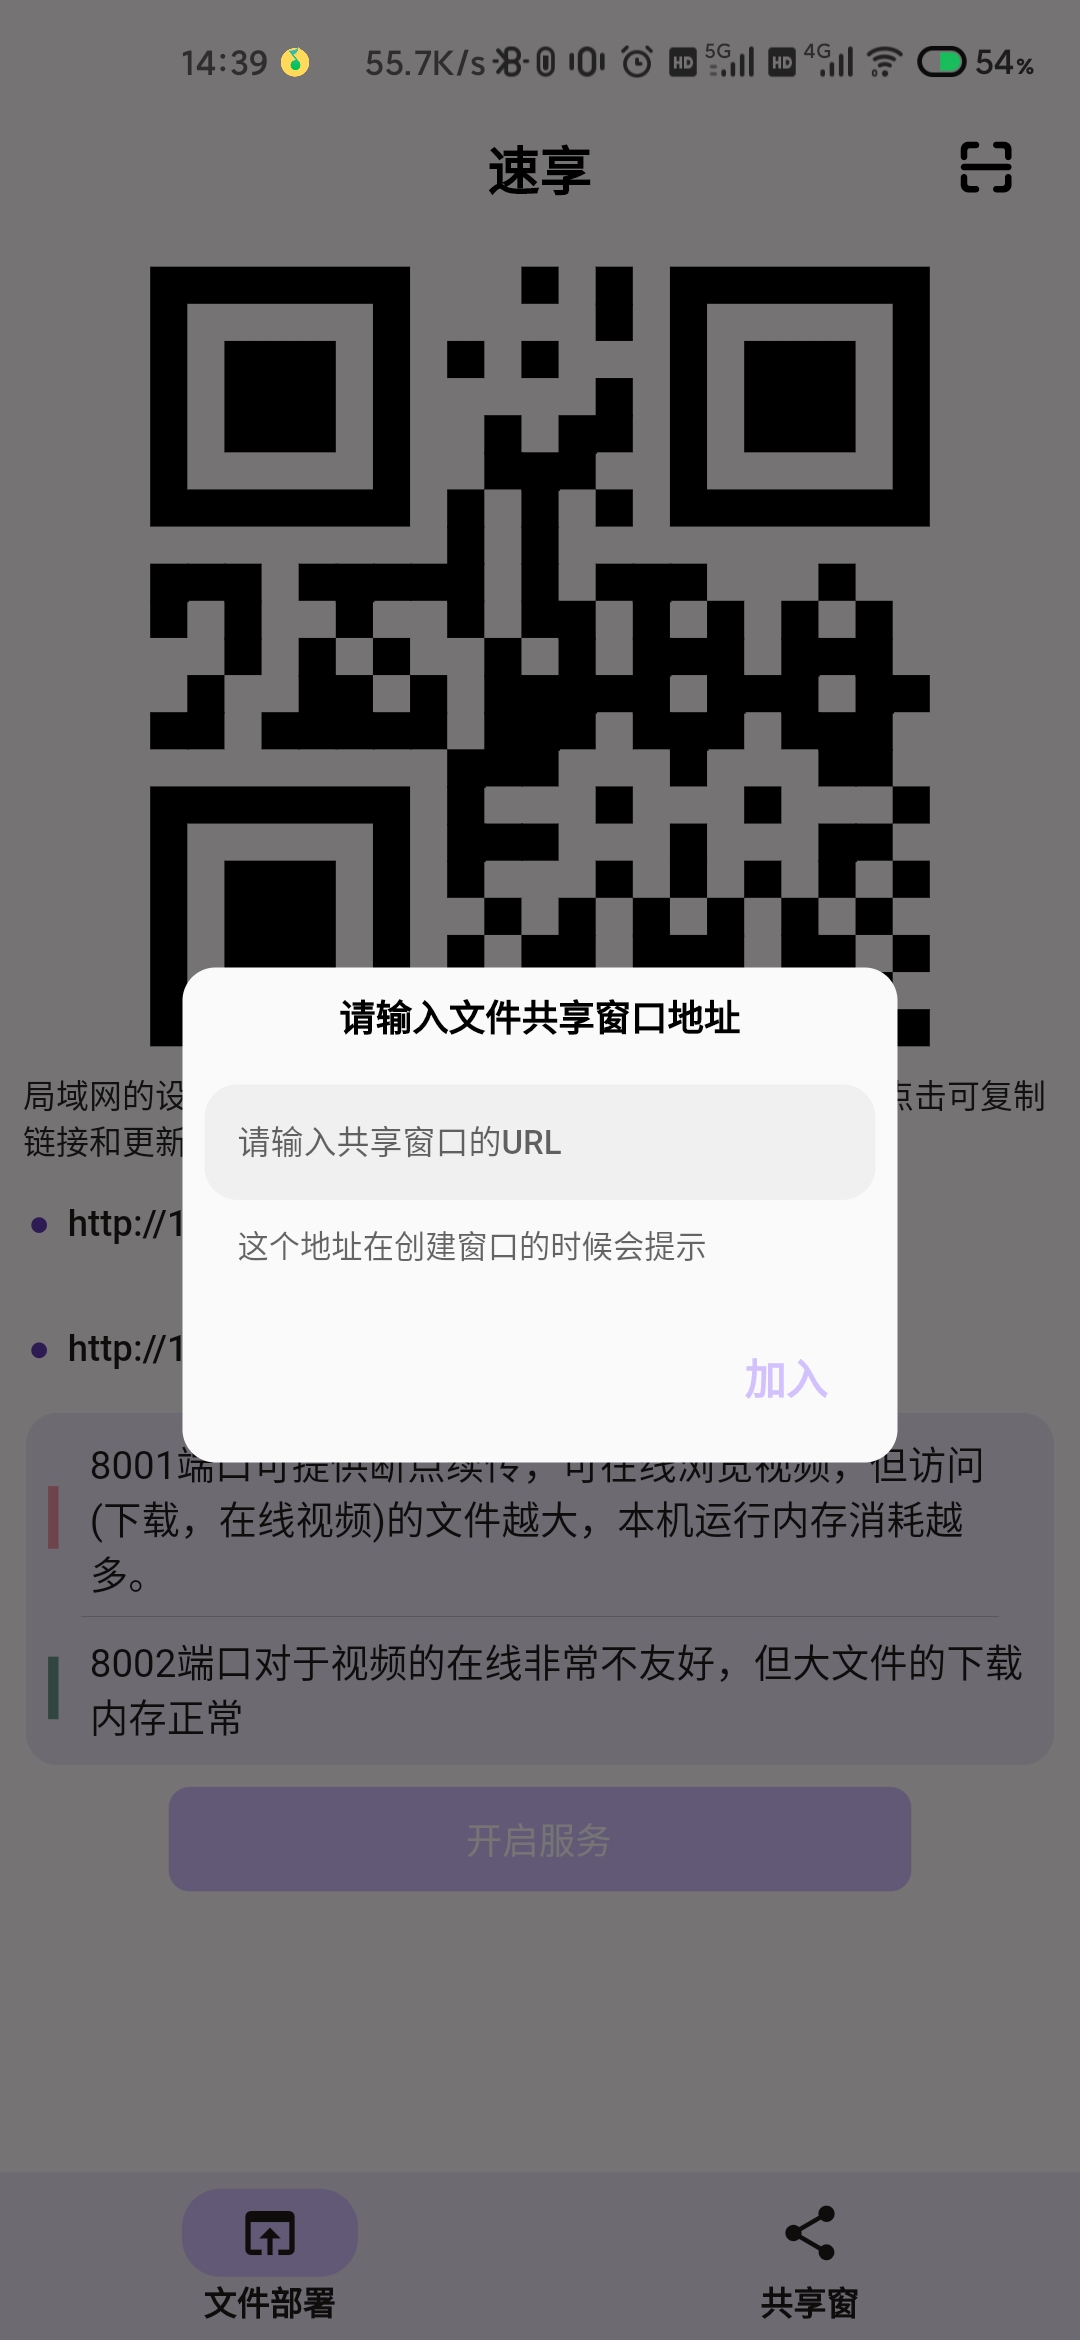 14:39 55.7K/s HD 5G HD 4G 54%
速享
请输入文件共享窗口地址
局域网的设
点击可复制
请输入共享窗口的URL
链接和更新
http://1
这个地址在创建窗口的时候会提示
http://1
加入
8001端口可提供断点续传，可在线浏览视频，但访问
(下载，在线视频)的文件越大，本机运行内存消耗越
多。
8002端口对于视频的在线非常不友好，但大文件的下载
内存正常
开启服务
文件部署
共享窗